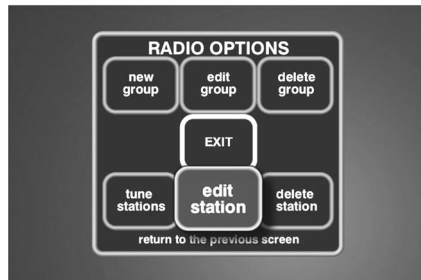 RADIO OPTIONS
new group
edit group
delete group
EXIT
tune stations
edit station
delete station
return to the previous screen